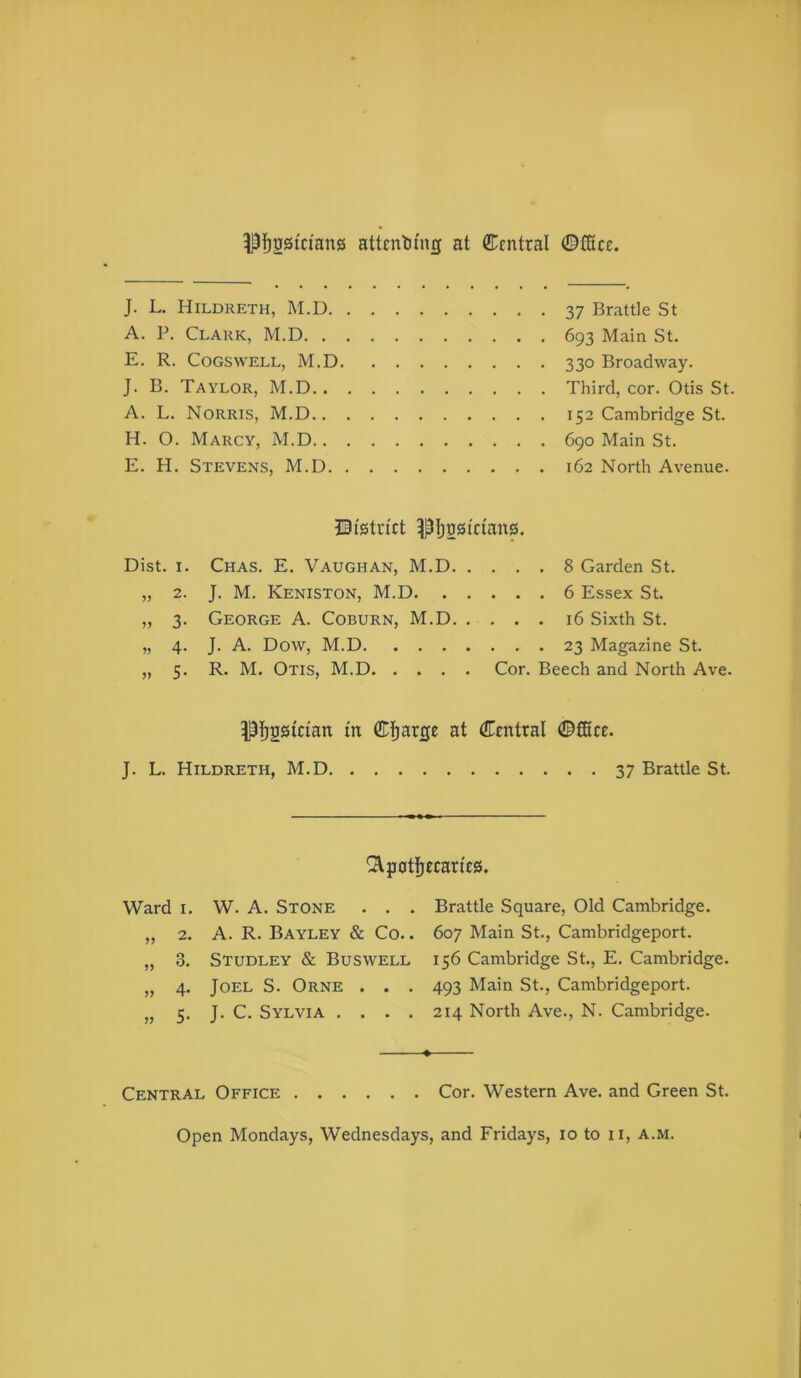 Physicians attending at Central Office.
J. L. Hildreth, M.D. . . . . . . . . . 37 Brattle St
A. P. Clark, M.D. . . . . . . . . . . 693 Main St.
E. R. Cogswell, M.D. . . . . . . . . 330 Broadway.
J. B. Taylor, M.D. . . . . . . . . . . Third, cor. Otis St.
A. L. Norris, M.D. . . . . . . . . . . 152 Cambridge St.
H. O. Marcy, M.D. . . . . . . . . . . 690 Main St.
E. H. Stevens, M.D. . . . . . . . . . 162 North Avenue.
District Physicians.
Dist. 1. Chas. E. Vaughan, M.D. . . . . 8 Garden St.
„ 2. J. M. Keniston, M.D. . . . . . . 6 Essex St.
„ 3. George A. Coburn, M.D. . . . . 16 Sixth St.
„ 4. J. A. Dow, M.D. . . . . . . . 23 Magazine St.
„ 5. R. M. Otis, M.D. . . . . Cor. Beech and North Ave.
Physician in Charge at Central Office.
J. L. Hildreth, M.D. . . . . . . . . . . . 37 Brattle St.
Apothecaries.
Ward 1. W. A. Stone . . . Brattle Square, Old Cambridge.
„ 2. A. R. Bayley & Co. . 607 Main St., Cambridgeport.
„ 3. Studley & Buswell 156 Cambridge St., E. Cambridge.
„ 4. Joel S. Orne . . . 493 Main St., Cambridgeport.
„ 5. J. C. Sylvia . . . . 214 North Ave., N. Cambridge.
Central Office . . . . . . Cor. Western Ave. and Green St.
Open Mondays, Wednesdays, and Fridays, 10 to 11, A.M.